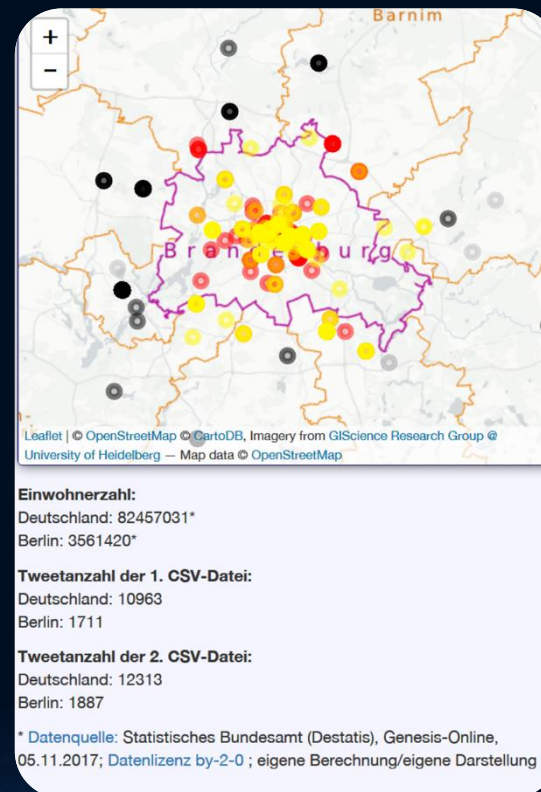 Barnim
+
−
Brandenburg
Leaflet | © OpenStreetMap © CartoDB, Imagery from GIScience Research Group @
University of Heidelberg — Map data © OpenStreetMap
Einwohnerzahl:
Deutschland: 82457031*
Berlin: 3561420*
Tweetanzahl der 1. CSV-Datei:
Deutschland: 10963
Berlin: 1711
Tweetanzahl der 2. CSV-Datei:
Deutschland: 12313
Berlin: 1887
* Datenquelle: Statistisches Bundesamt (Destatis), Genesis-Online,
05.11.2017; Datenlizenz by-2-0 ; eigene Berechnung/eigene Darstellung